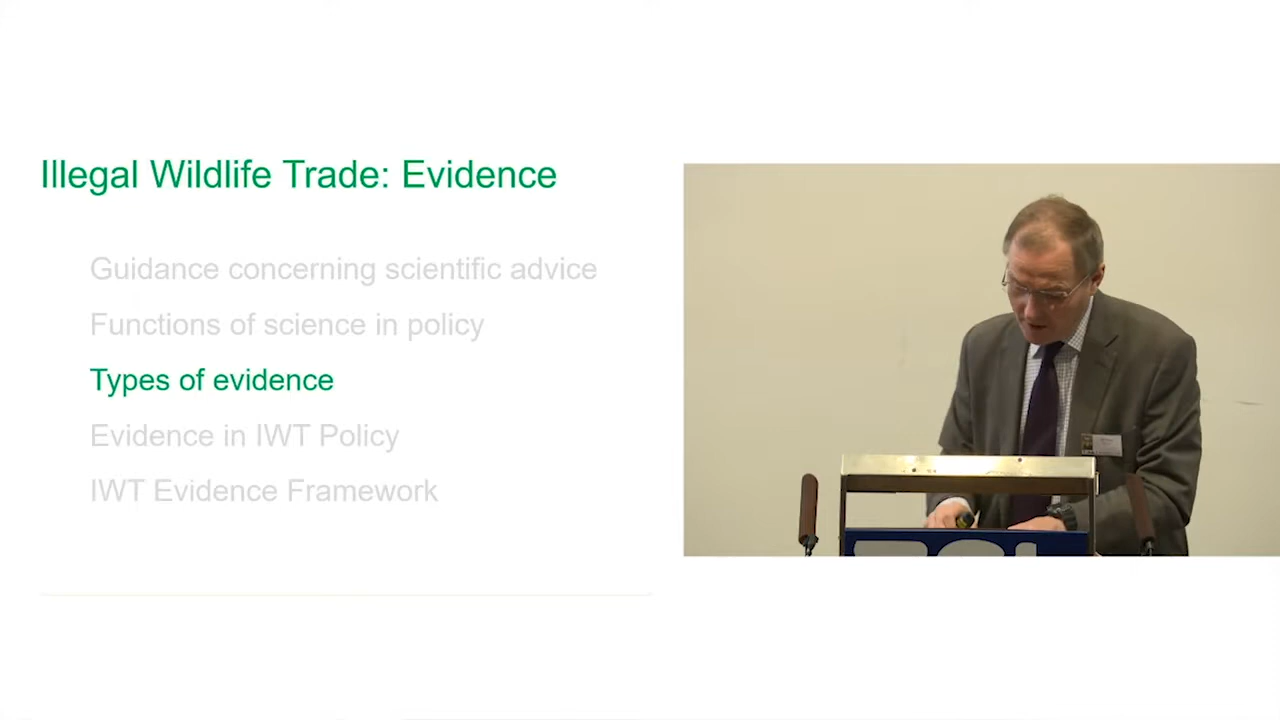 Illegal Wildlife Trade: Evidence
Guidance concerning scientific advice
Functions of science in policy
Types of evidence
Evidence in IWT Policy
IWT Evidence Framework